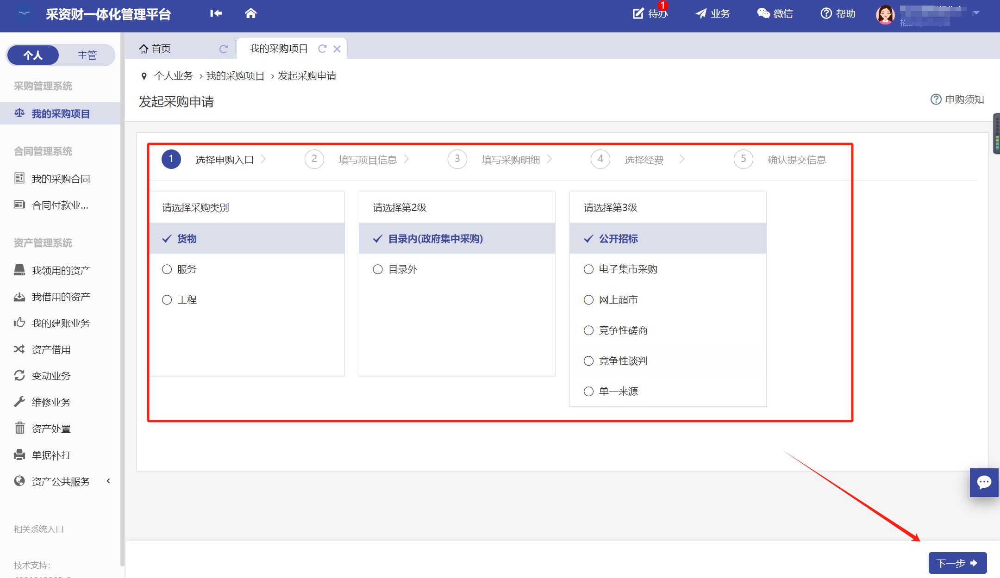 采资财一体化管理平台
待办
1
业务
微信
帮助
个人
主管
采购管理系统
我的采购项目
合同管理系统
我的采购合同
合同付款业...
资产管理系统
我领用的资产
我借用的资产
我的建账业务
资产借用
变动业务
维修业务
资产处置
单据补打
资产公共服务
相关系统入口
技术支持：
首页
我的采购项目
个人业务 > 我的采购项目 > 发起采购申请
发起采购申请
申购须知
1 选择申购入口
2 填写项目信息
3 填写采购明细
4 选择经费
5 确认提交信息
请选择采购类别
货物
服务
工程
请选择第2级
目录内(政府集中采购)
目录外
请选择第3级
公开招标
电子集市采购
网上超市
竞争性磋商
竞争性谈判
单一来源
下一步